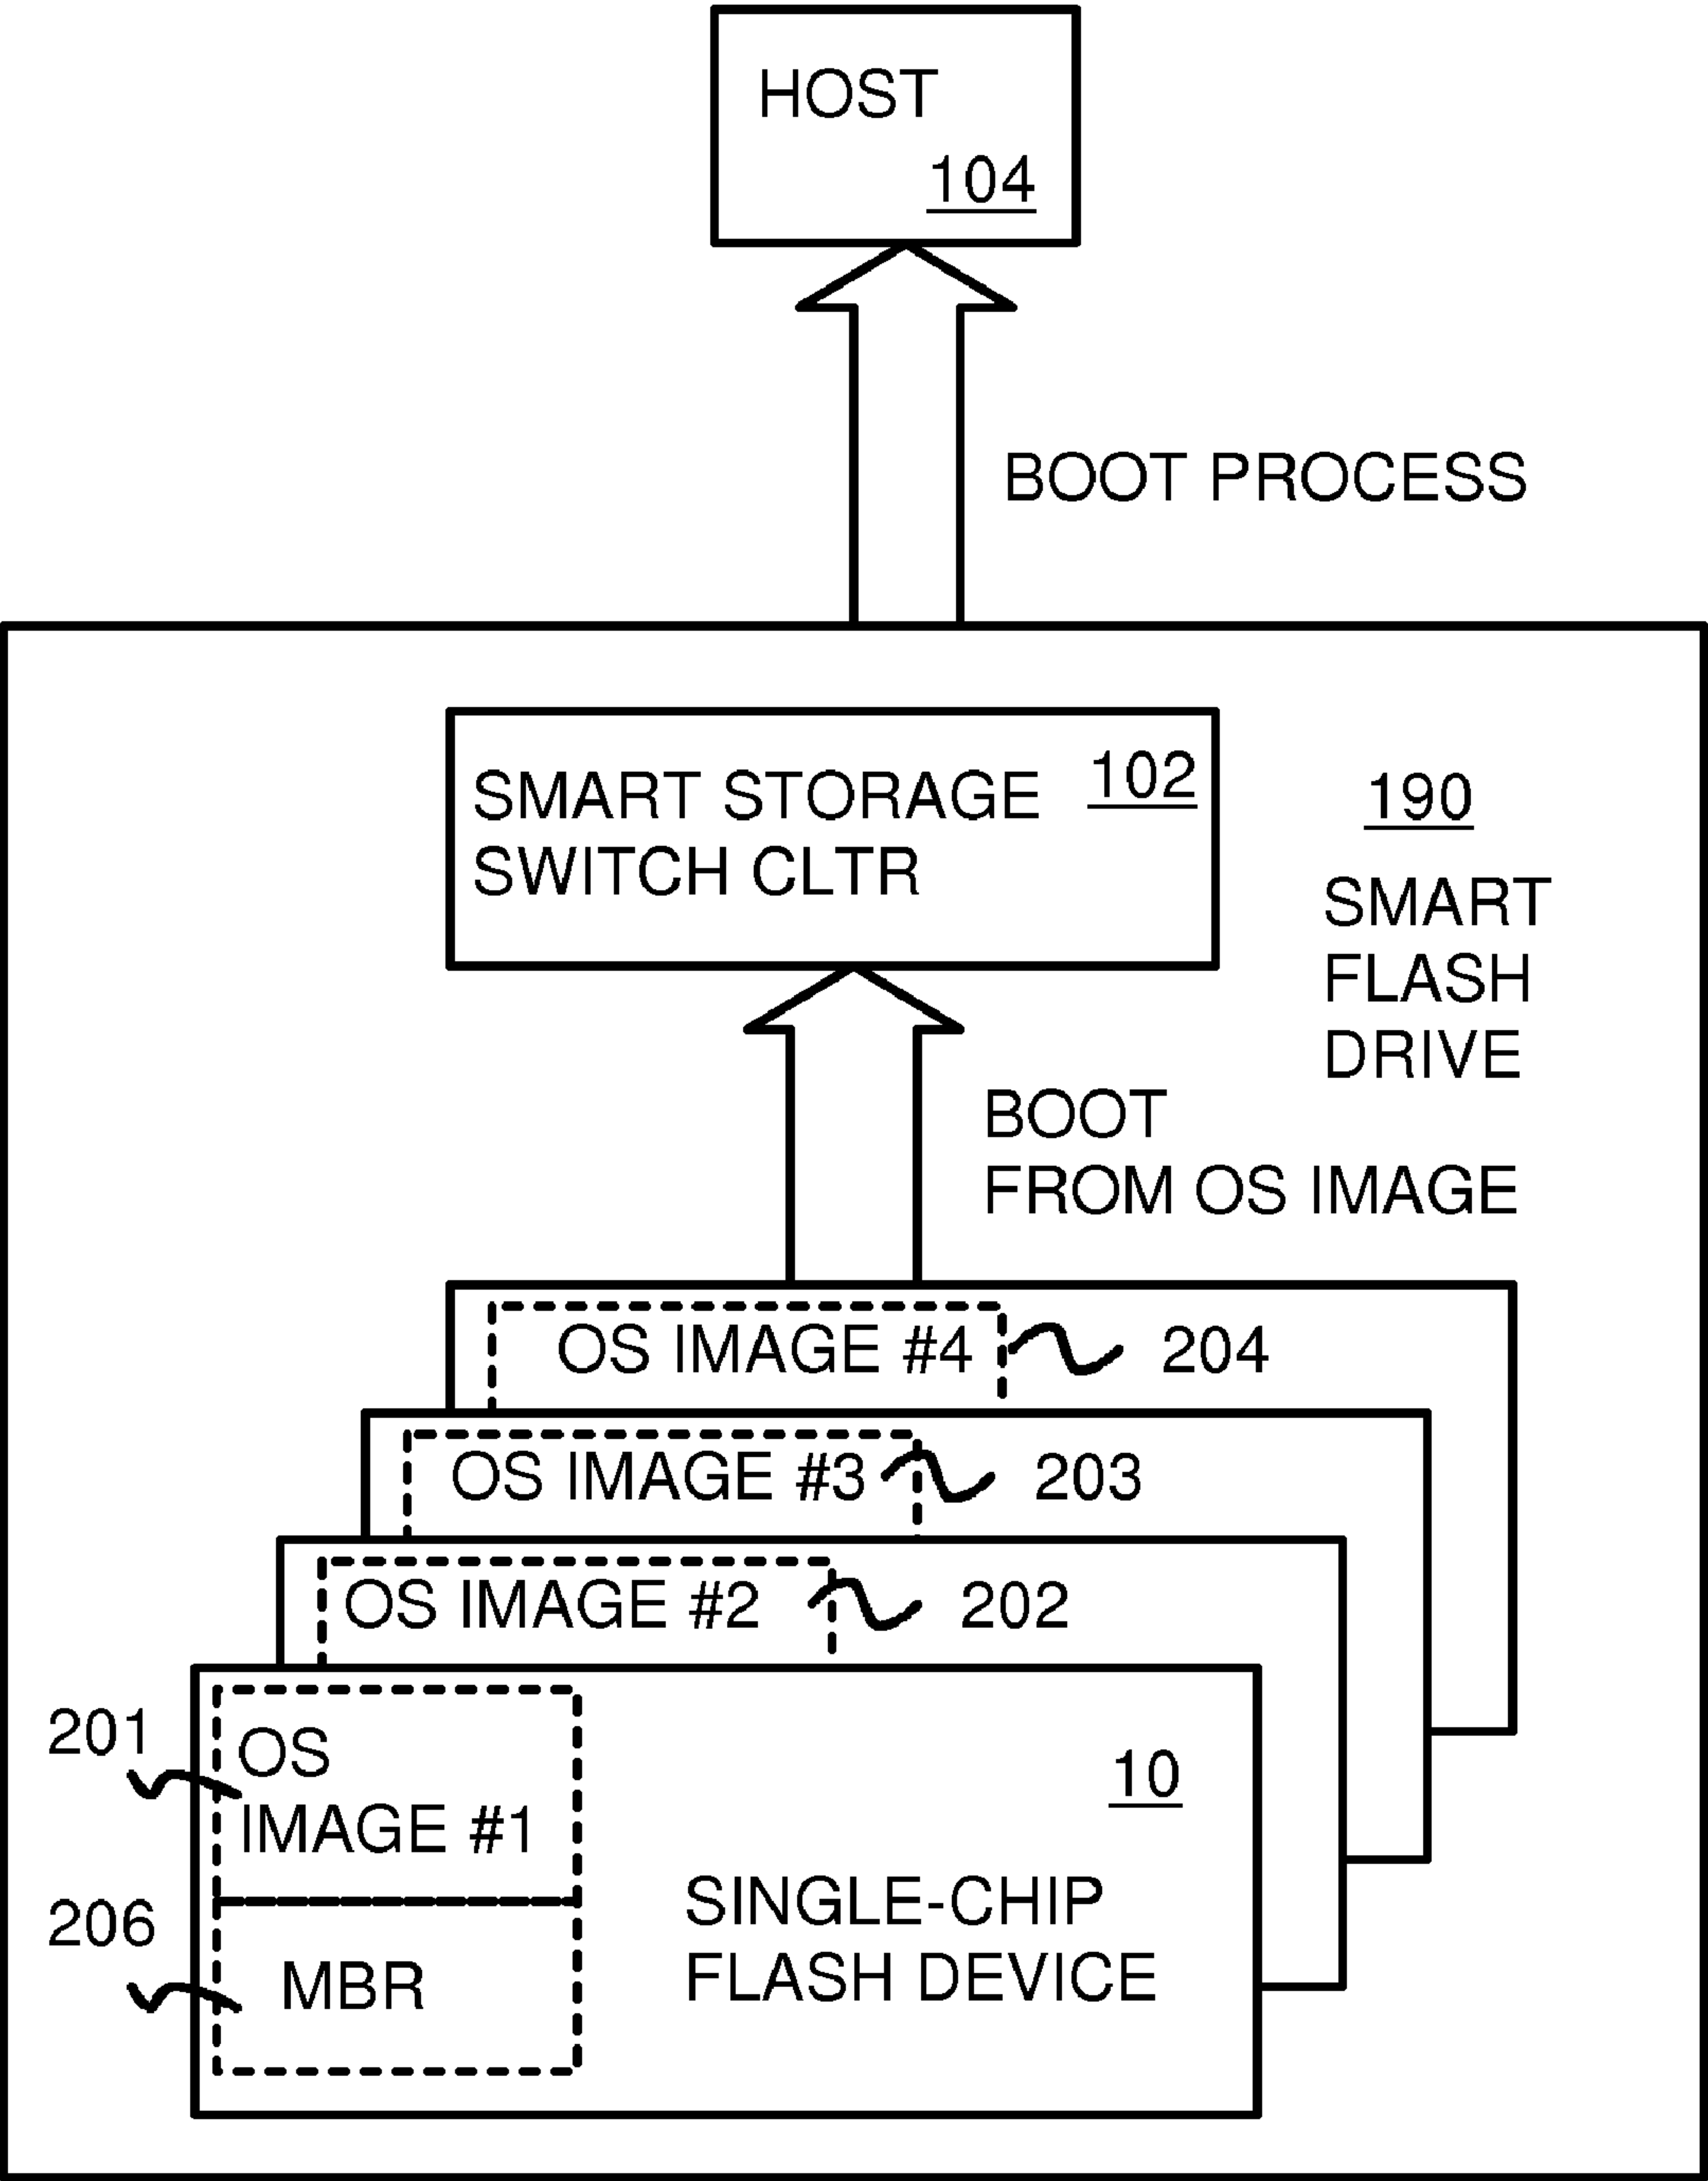 HOST
104
BOOT PROCESS
SMART STORAGE
SWITCH CLTR
102
190
SMART
FLASH
DRIVE
BOOT
FROM OS IMAGE
OS IMAGE #4
204
OS IMAGE #3
203
OS IMAGE #2
202
201
OS
IMAGE #1
206
MBR
10
SINGLE-CHIP
FLASH DEVICE